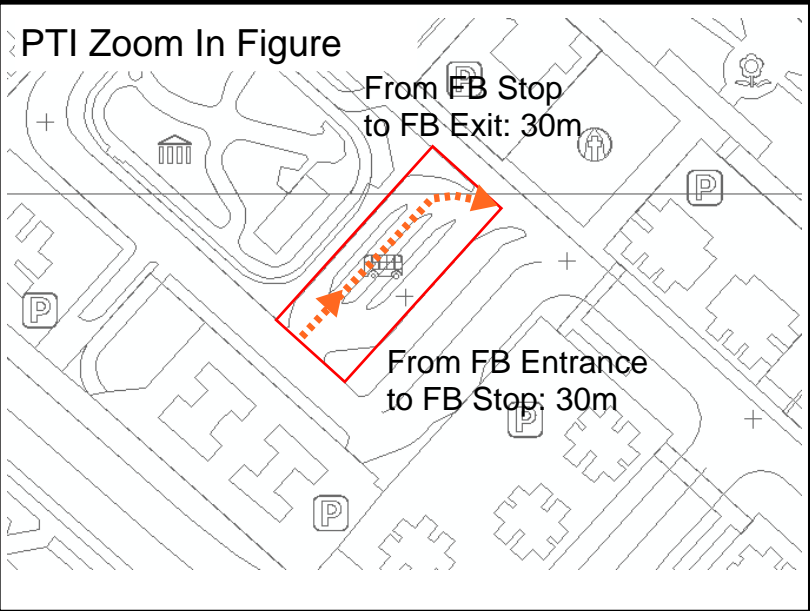 PTI Zoom In Figure
P
From FB Stop
to FB Exit: 30m
P
P
From FB Entrance
to FB Stop: 30m
P
P